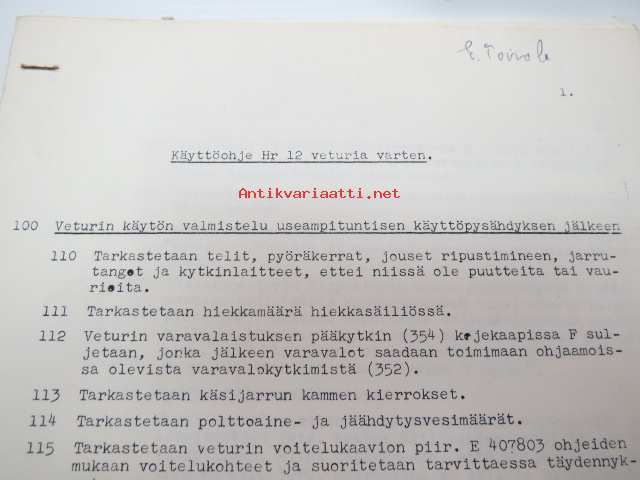 E. Toivola
1.
Käyttöohje Hr 12 veturia varten.
Antikvariaatti.net
100 Veturin käytön valmistelu useampituntisen käyttöpysähdyksen jälkeen
110 Tarkastetaan telit, pyöräkerrat, jouset ripustimineen, jarru-
tangot ja kytkinlaitteet, ettei niissä ole puutteita tai vau-
rioita.
111 Tarkastetaan hiekkamäärä hiekkasäiliössä.
112 Veturin varavalaistuksen pääkytkin (354) kojekaapissa F sul-
jetaan, jonka jälkeen varavalot saadaan toimimaan ohjaamois-
sa olevista varavalokytkimistä (352).
113 Tarkastetaan käsijarrun kammen kierrokset.
114 Tarkastetaan polttoaine- ja jäähdytysvesimäärät.
115 Tarkastetaan veturin voitelukaavion piir. E 407803 ohjeiden
mukaan voitelukohteet ja suoritetaan tarvittaessa täydennyk-